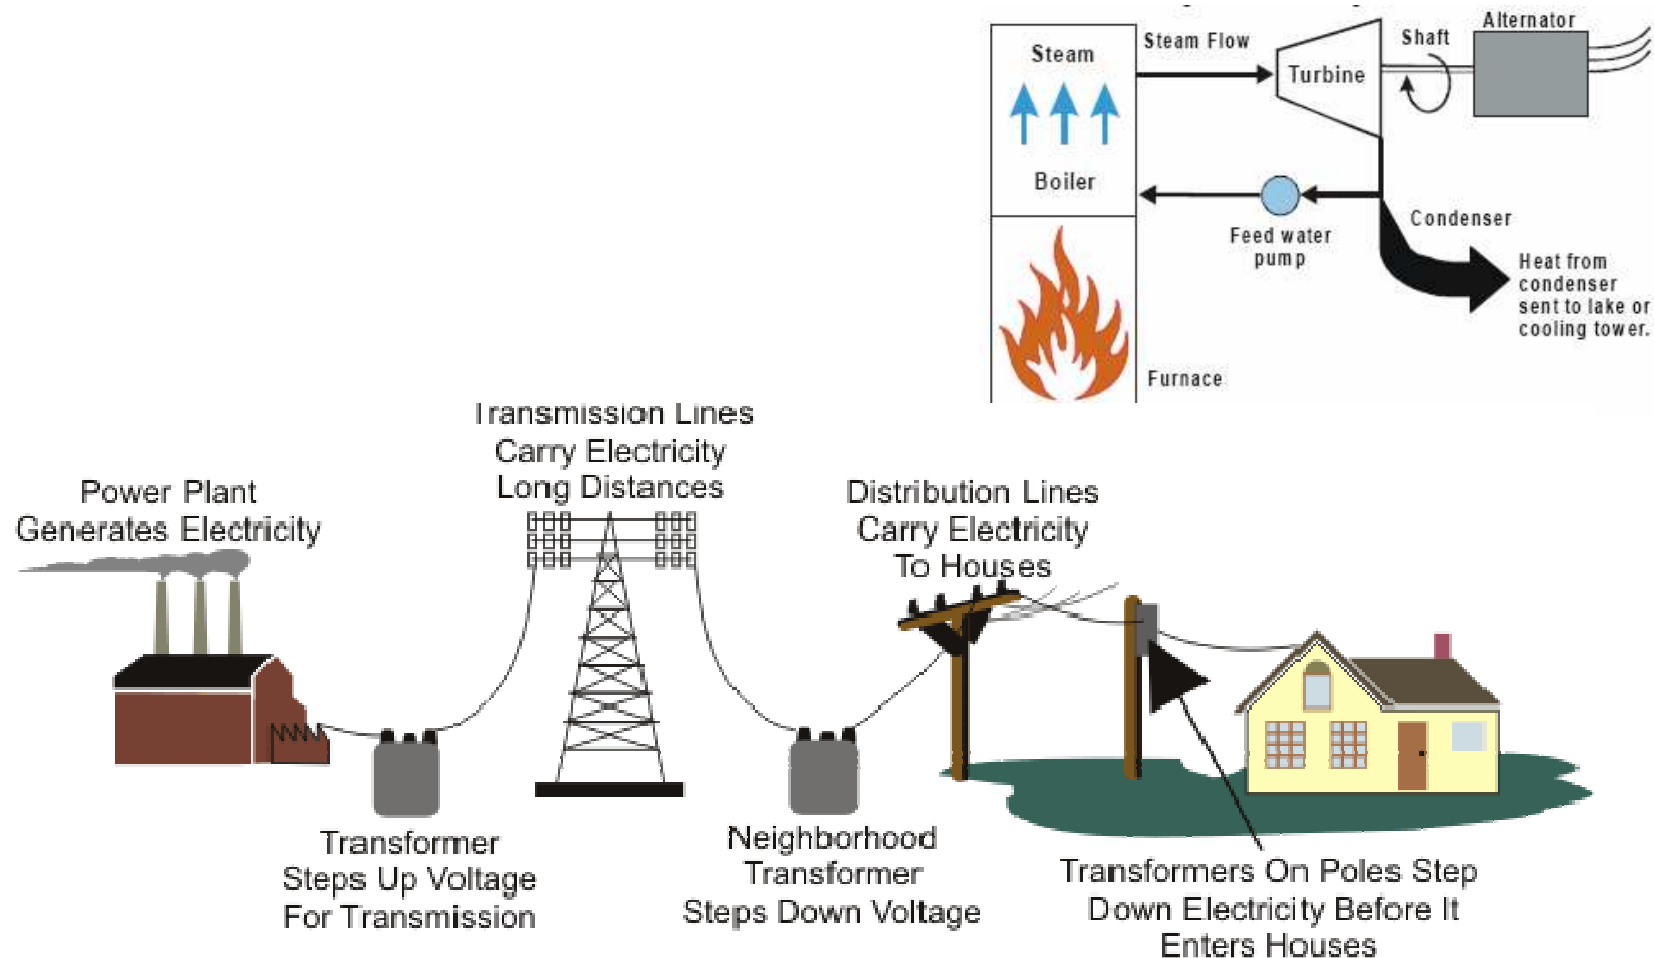 Steam
Steam Flow
Turbine
Shaft
Alternator
Boiler
Feed water
pump
Condenser
Heat from
condenser
sent to lake or
cooling tower.
Furnace
Power Plant
Generates Electricity
Transmission Lines
Carry Electricity
Long Distances
Distribution Lines
Carry Electricity
To Houses
Transformer
Steps Up Voltage
For Transmission
Neighborhood
Transformer
Steps Down Voltage
Transformers On Poles Step
Down Electricity Before It
Enters Houses